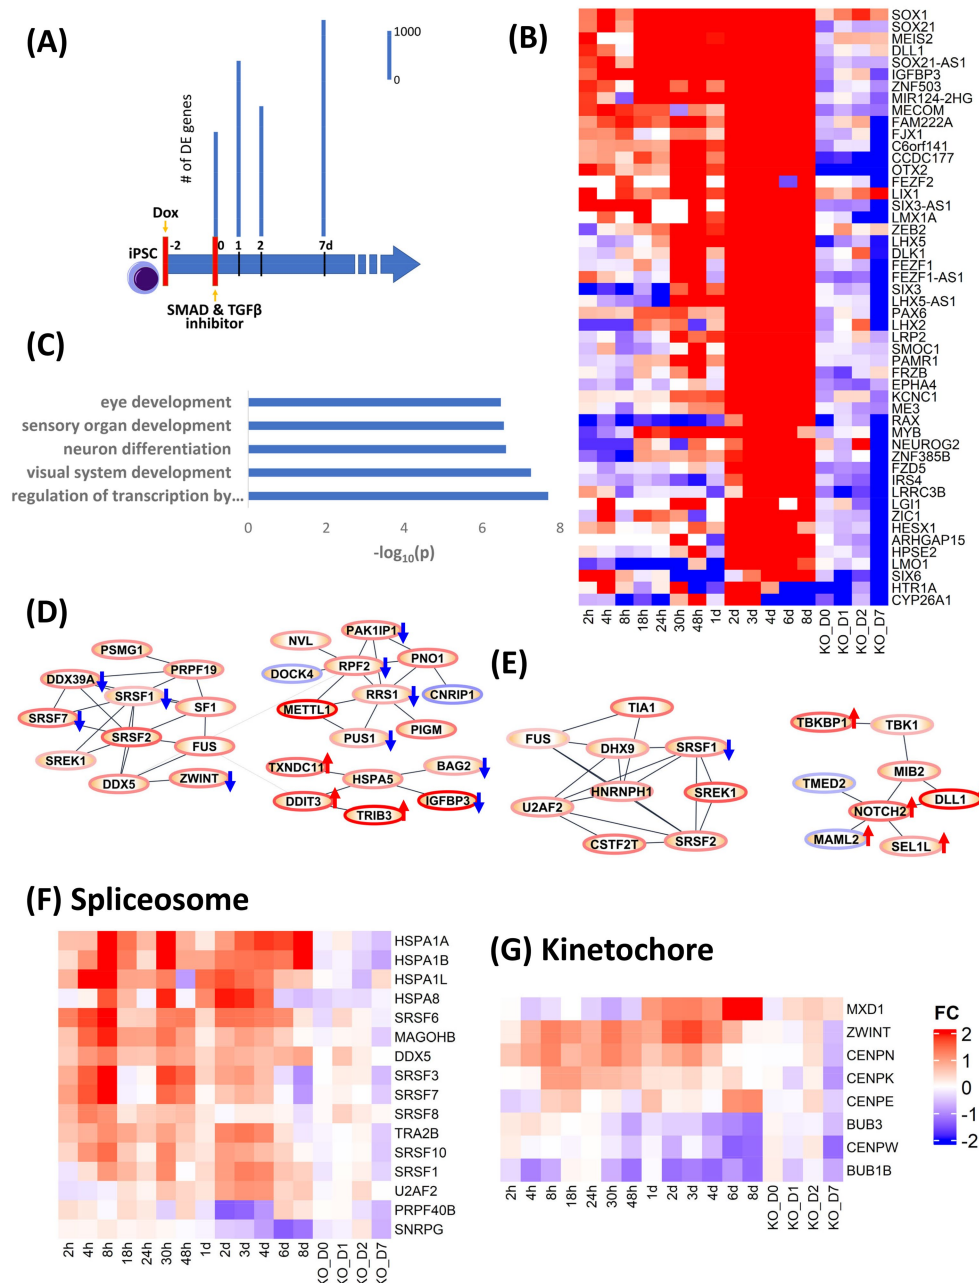 (A)
1000
0
# of DE genes
Dox
iPSC
-2
0
1
2
7d
SMAD & TGFβ
inhibitor
(B)
SOX1
SOX21
MEIS2
DLL1
SOX21-AS1
IGFBP3
ZNF503
MIR124-2HG
MECOM
FAM222A
FJX1
C6orf141
CCDC177
OTX2
FEZF2
LIX1
SIX3-AS1
LMX1A
ZEB2
LHX5
DLK1
FEZF1
FEZF1-AS1
SIX3
LHX5-AS1
PAX6
LHX2
LRP2
SMOC1
PAMR1
FRZB
EPHA4
KCNC1
ME3
RAX
MYB
NEUROG2
ZNF385B
FZD5
IRS4
LRRC3B
LGI1
ZIC1
HESX1
ARHGAP15
HPSE2
LMO1
SIX6
HTR1A
CYP26A1
2h
4h
8h
18h
24h
30h
48h
1d
2d
3d
4d
6d
8d
KO_D0
KO_D1
KO_D2
KO_D7
(C)
eye development
sensory organ development
neuron differentiation
visual system development
regulation of transcription by...
0 2 4 6 8
-log10(p)
(D)
PSMG1
PRPF19
DDX39A
SRSF1
SRSF7
SF1
SRSF2
FUS
SREK1
DDX5
ZWINT
PAK1IP1
NVL
RPF2
PNO1
DOCK4
RRS1
CNRIP1
METTL1
PUS1
PIGM
TXNDC11
HSPA5
BAG2
DDIT3
IGFBP3
TRIB3
(E)
TIA1
FUS
DHX9
SRSF1
HNRNPH1
SREK1
U2AF2
CSTF2T
SRSF2
TBKBP1
TBK1
MIB2
TMED2
DLL1
NOTCH2
MAML2
SEL1L
(F) Spliceosome
HSPA1A
HSPA1B
HSPA1L
HSPA8
SRSF6
MAGOHB
DDX5
SRSF3
SRSF7
SRSF8
TRA2B
SRSF10
SRSF1
U2AF2
PRPF40B
SNRPG
2h
4h
8h
18h
24h
30h
48h
1d
2d
3d
4d
6d
8d
KO_D0
KO_D1
KO_D2
KO_D7
(G) Kinetochore
MXD1
ZWINT
CENPN
CENPK
CENPE
BUB3
CENPW
BUB1B
2h
4h
8h
18h
24h
30h
48h
1d
2d
3d
4d
6d
8d
KO_D0
KO_D1
KO_D2
KO_D7
FC
2
1
0
-1
-2